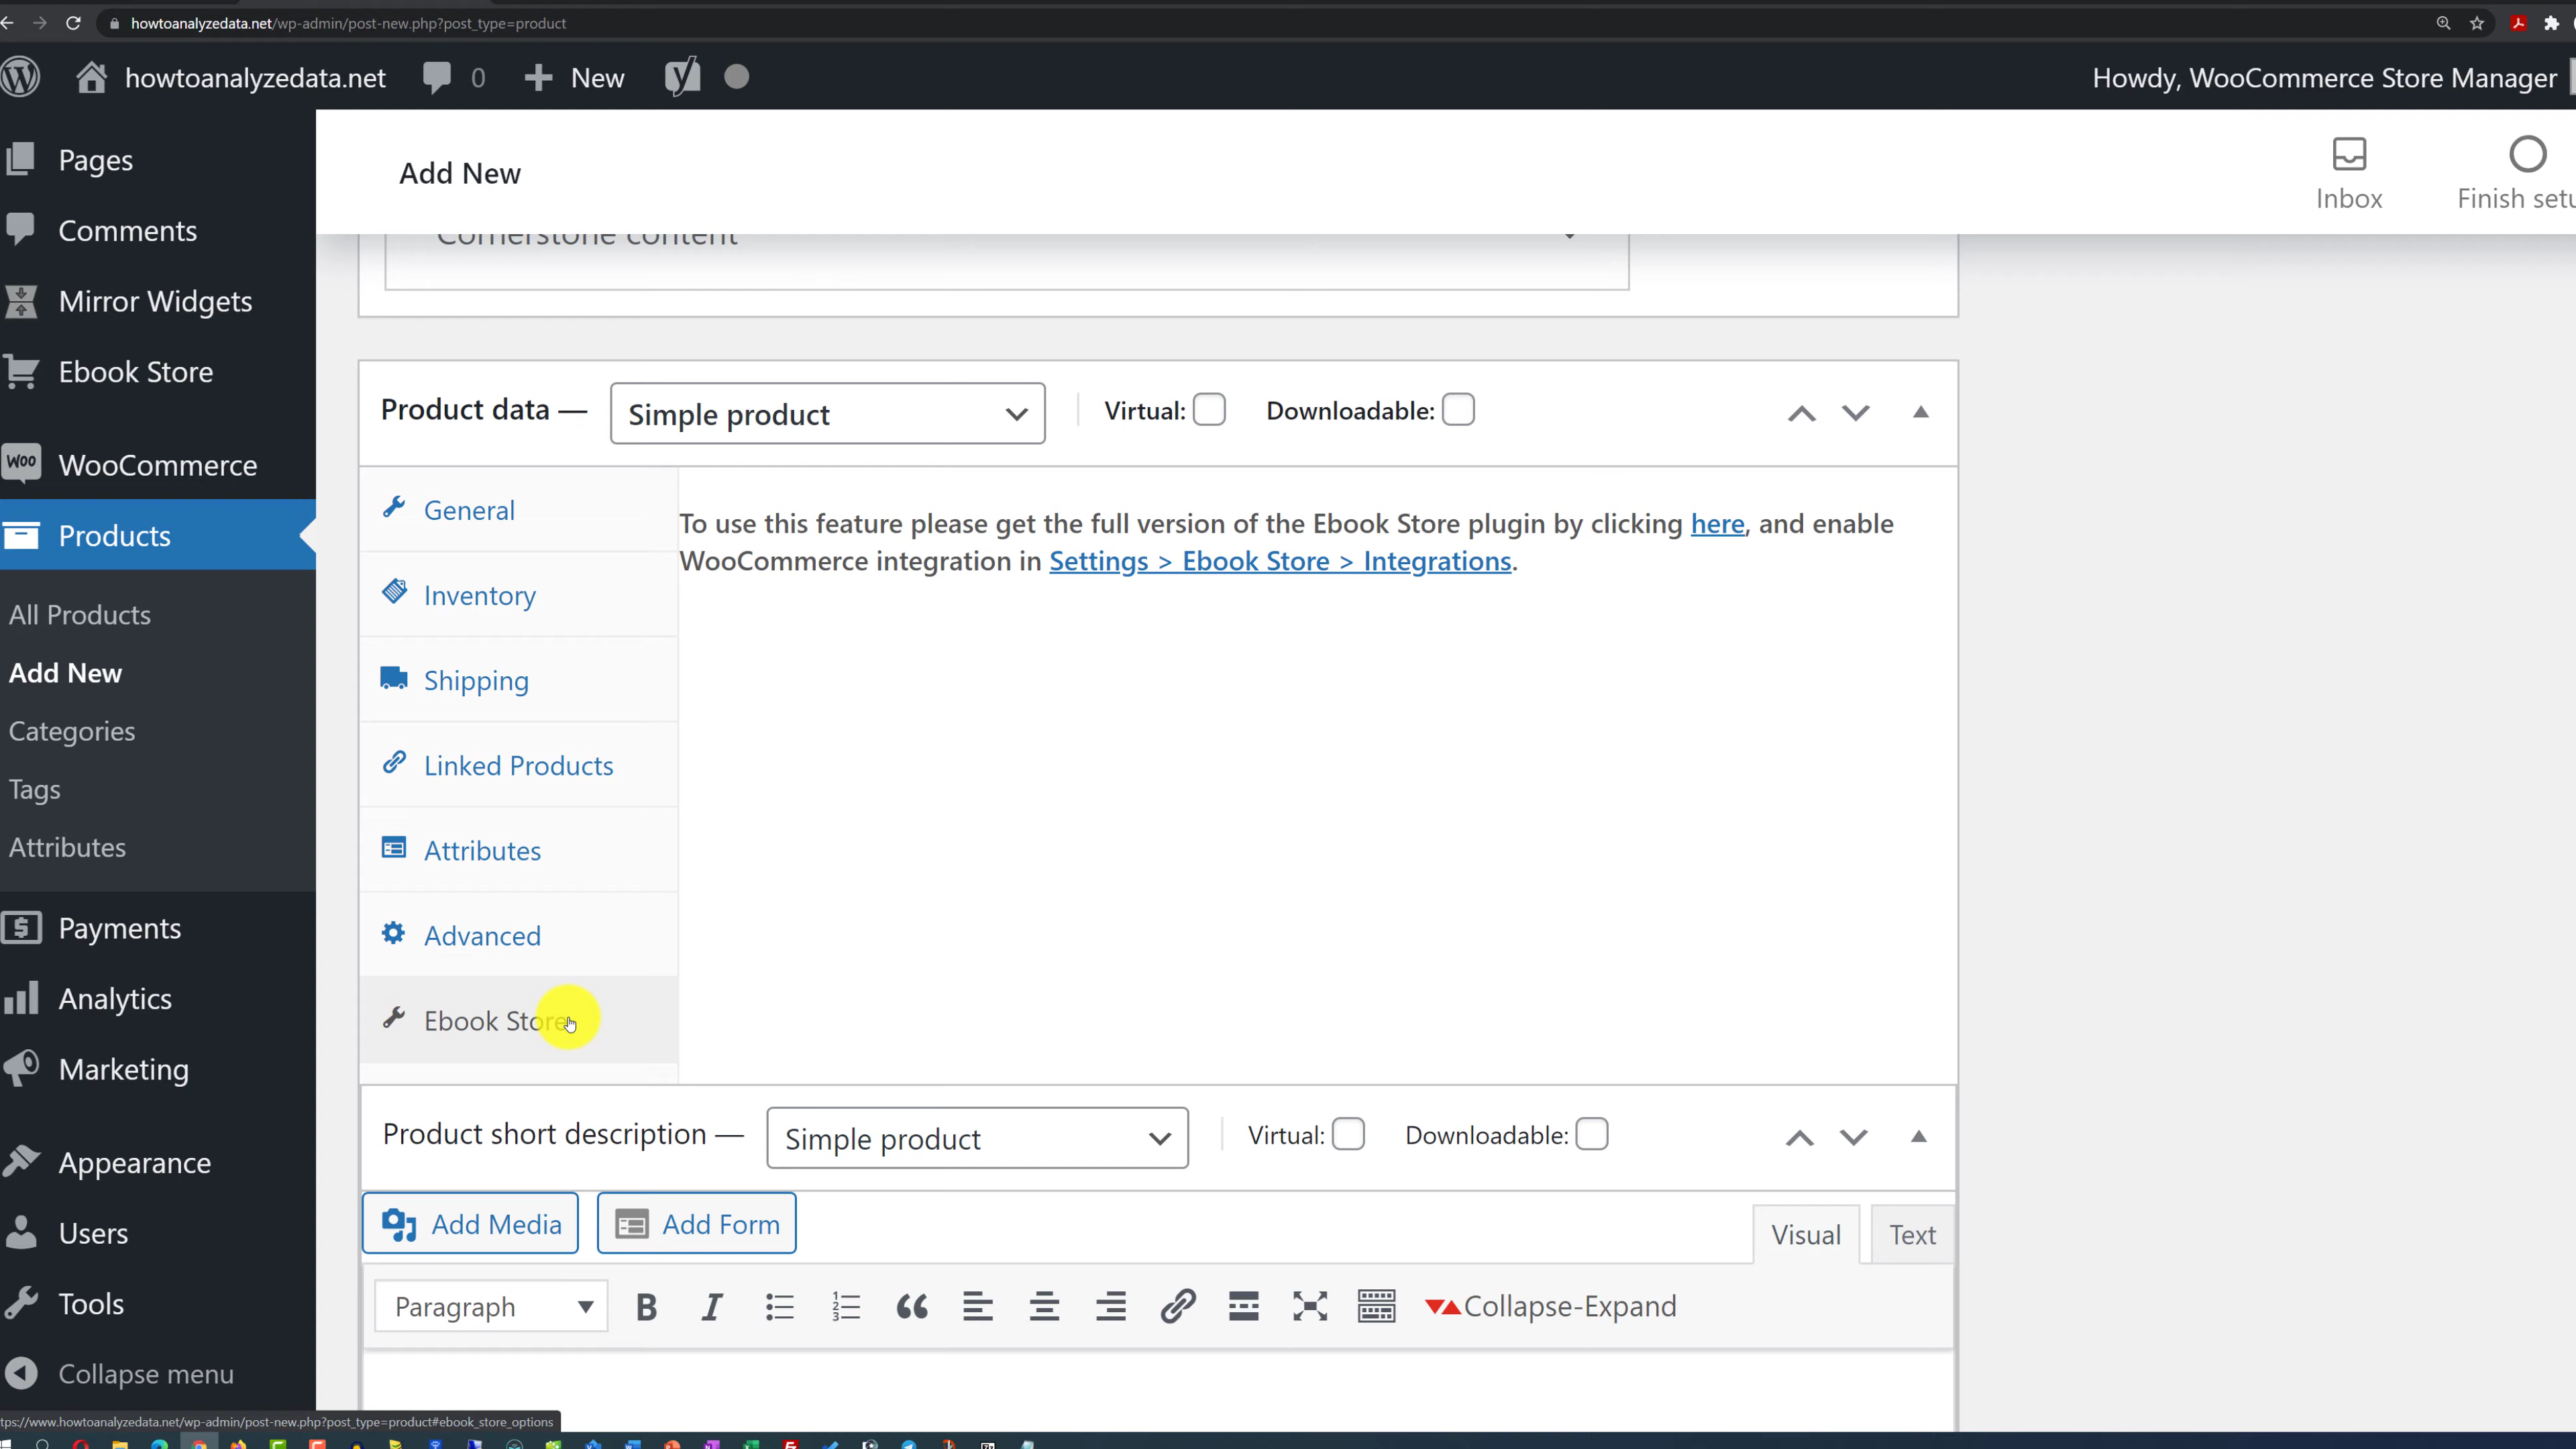 howtoanalyzedata.net/wp-admin/post-new.php?post_type=product
howtoanalyzedata.net 0 New
Howdy, WooCommerce Store Manager
Pages
Comments
Mirror Widgets
Ebook Store
WooCommerce
Products
All Products
Add New
Categories
Tags
Attributes
Payments
Analytics
Marketing
Appearance
Users
Tools
Collapse menu
Add New
Inbox
Finish setu
Cornerstone content
Product data — Simple product Virtual: Downloadable:
General
Inventory
Shipping
Linked Products
Attributes
Advanced
Ebook Store
To use this feature please get the full version of the Ebook Store plugin by clicking here, and enable
WooCommerce integration in Settings > Ebook Store > Integrations.
Product short description — Simple product Virtual: Downloadable:
Add Media Add Form
Visual Text
Paragraph Collapse-Expand
tps://www.howtoanalyzedata.net/wp-admin/post-new.php?post_type=product#ebook_store_options